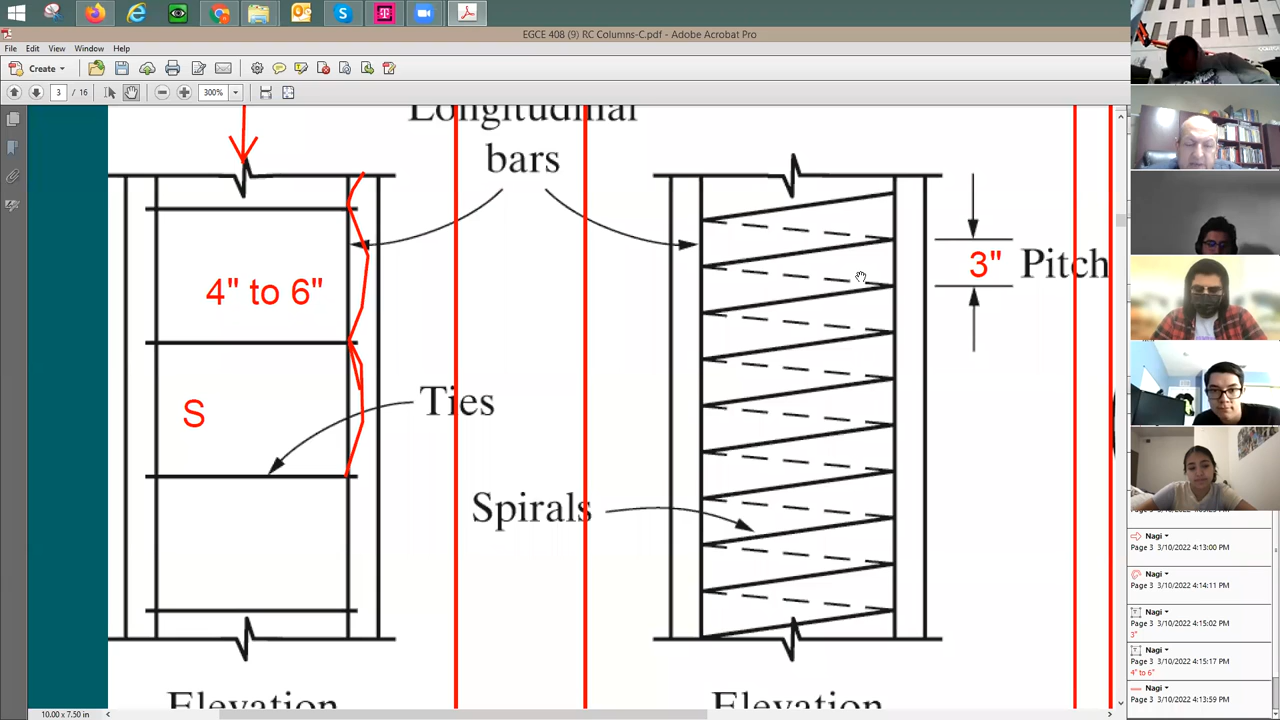 EGCE 408 (9) RC Columns-C.pdf - Adobe Acrobat Pro
File Edit View Window Help
Create
3 / 16
300%
Longitudinal
bars
4" to 6"
3" Pitch
Ties
S
Spirals
Elevation
Elevation
10.00 x 7.50 in
Nagi
Page 3 3/10/2022 4:13:00 PM
Nagi
Page 3 3/10/2022 4:14:11 PM
Nagi
Page 3 3/10/2022 4:15:02 PM
3"
Nagi
Page 3 3/10/2022 4:15:17 PM
4" to 6"
Nagi
Page 3 3/10/2022 4:13:59 PM